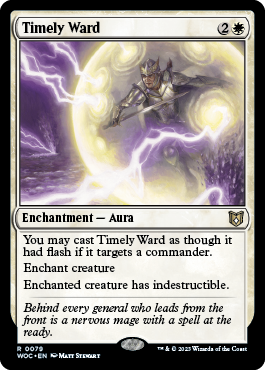 Timely Ward 2
Enchantment — Aura
You may cast Timely Ward as though it
had flash if it targets a commander.
Enchant creature
Enchanted creature has indestructible.
Behind every general who leads from the
front is a nervous mage with a spell at the
ready.
R 0079
WOC • EN Matt Stewart
™ & © 2023 Wizards of the Coast